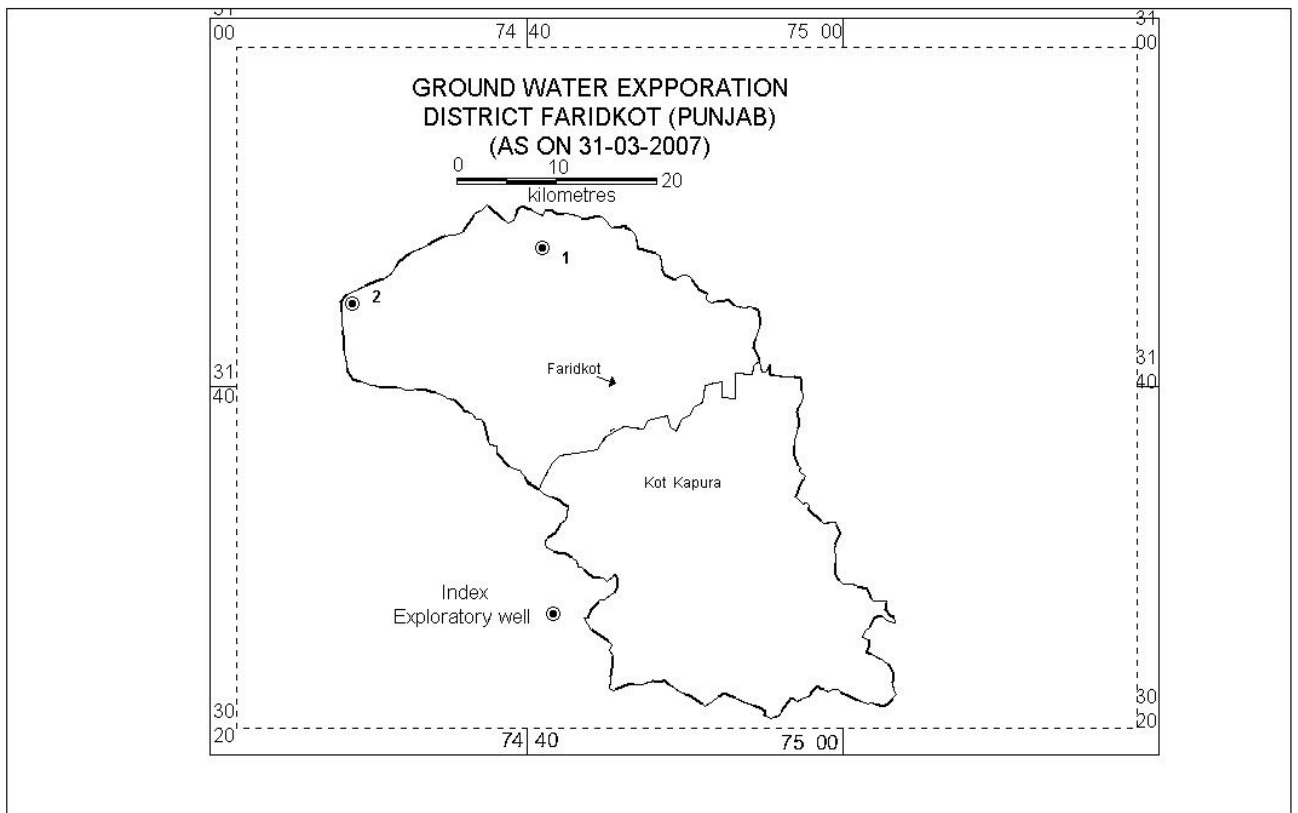 31
00
74 40
75 00
31
00
GROUND WATER EXPPORATION
DISTRICT FARIDKOT (PUNJAB)
(AS ON 31-03-2007)
0 10 20
kilometres
1
2
Faridkot
31
40
31
40
Kot Kapura
Index
Exploratory well
30
20
74 40
75 00
30
20